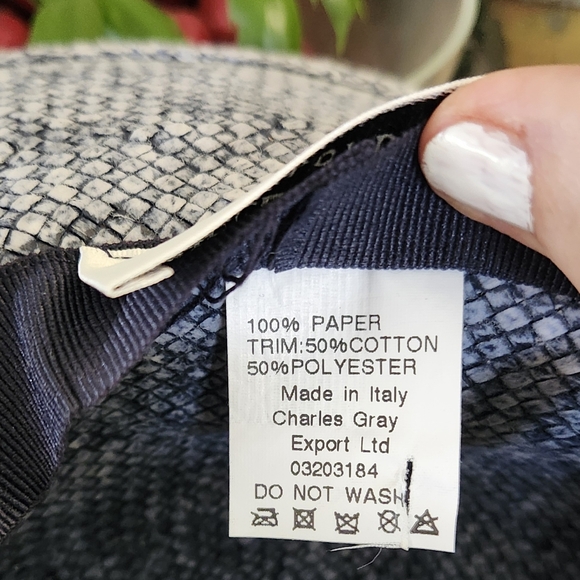 100% PAPER
TRIM:50%COTTON
50%POLYESTER
Made in Italy
Charles Gray
Export Ltd
03203184
DO NOT WASH